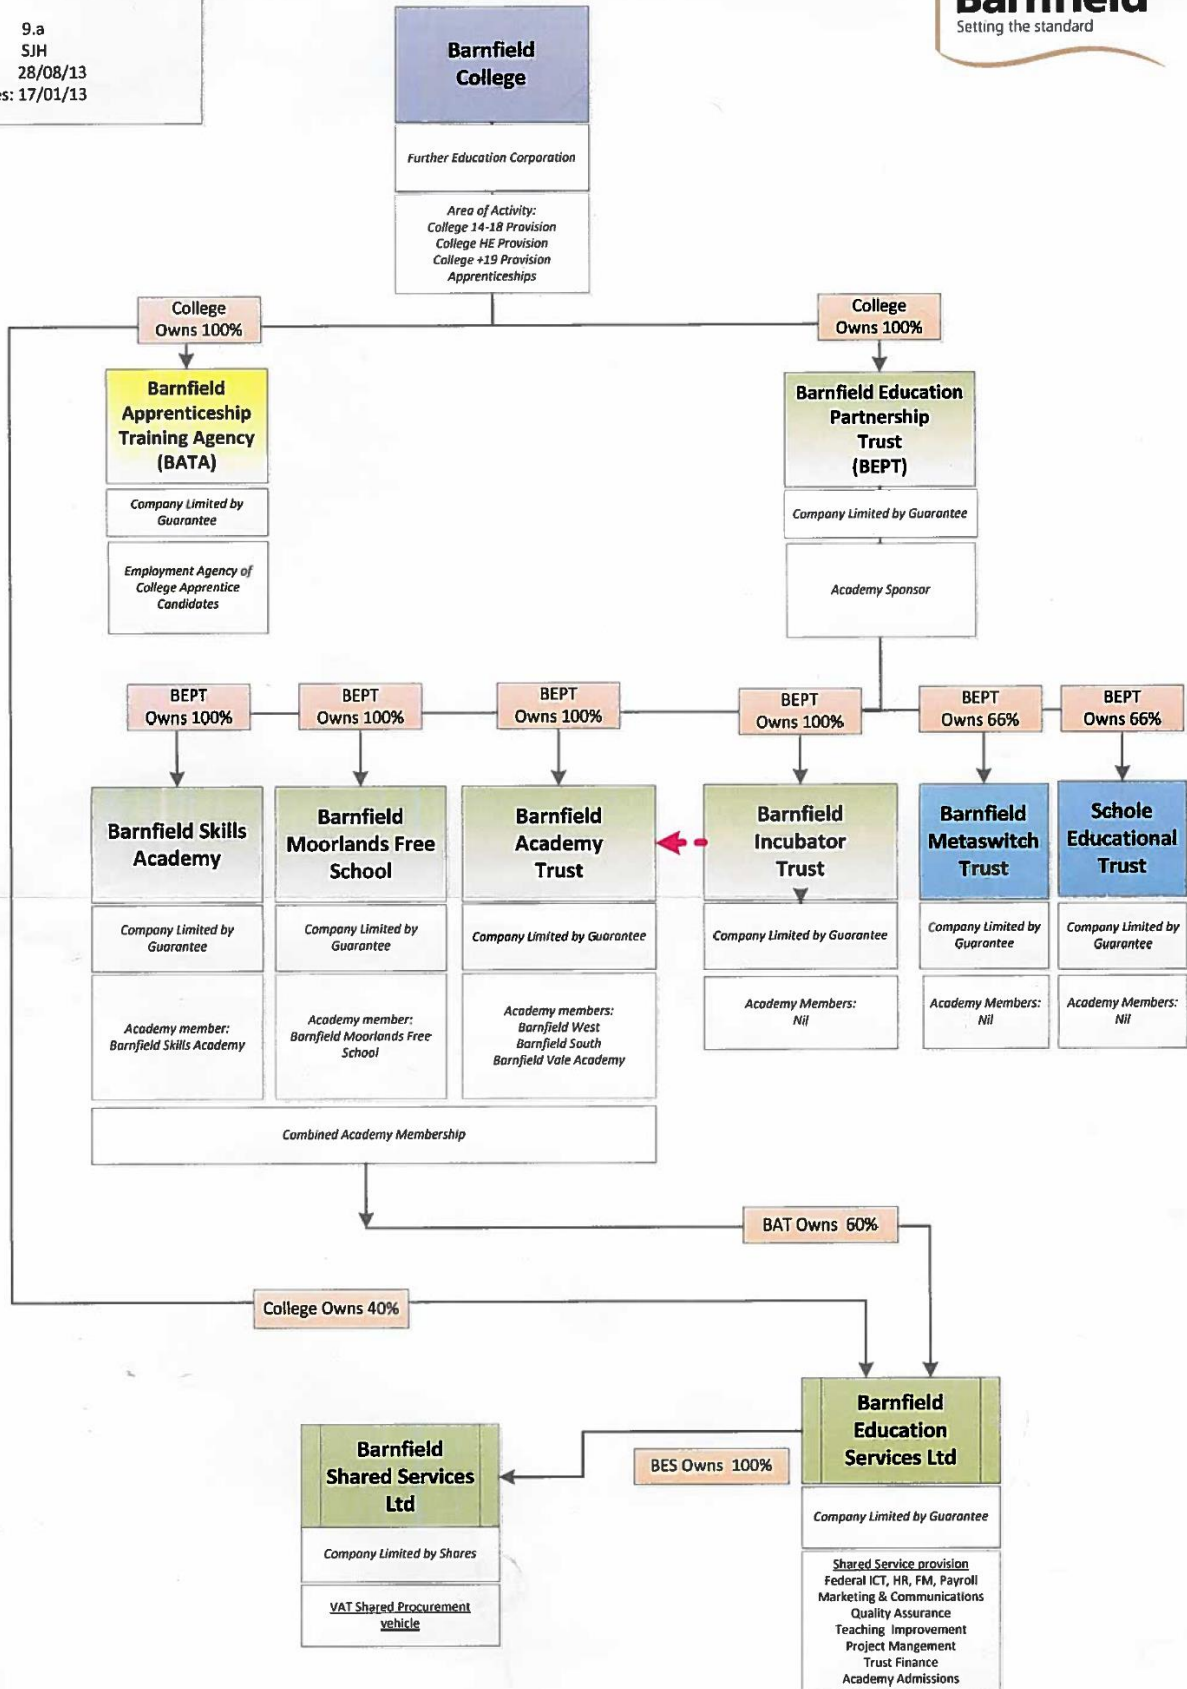 9.a
SJH
28/08/13
17/01/13
Barnfield
Setting the standard
Barnfield
College
Further Education Corporation
Area of Activity:
College 14-18 Provision
College HE Provision
College +19 Provision
Apprenticeships
College
Owns 100%
College
Owns 100%
Barnfield
Apprenticeship
Training Agency
(BATA)
Company Limited by
Guarantee
Employment Agency of
College Apprentice
Candidates
Barnfield Education
Partnership
Trust
(BEPT)
Company Limited by Guarantee
Academy Sponsor
BEPT
Owns 100%
BEPT
Owns 100%
BEPT
Owns 100%
BEPT
Owns 100%
BEPT
Owns 66%
BEPT
Owns 66%
Barnfield Skills
Academy
Company Limited by
Guarantee
Academy member:
Barnfield Skills Academy
Barnfield
Moorlands Free
School
Company Limited by
Guarantee
Academy member:
Barnfield Moorlands Free
School
Barnfield
Academy
Trust
Company Limited by Guarantee
Academy members:
Barnfield West
Barnfield South
Barnfield Vale Academy
Barnfield
Incubator
Trust
Company Limited by Guarantee
Academy Members:
Nil
Barnfield
Metaswitch
Trust
Company Limited by
Guarantee
Academy Members:
Nil
Schole
Educational
Trust
Company Limited by
Guarantee
Academy Members:
Nil
Combined Academy Membership
BAT Owns 60%
College Owns 40%
Barnfield
Education
Services Ltd
Company Limited by Guarantee
Shared Service provision
Federal ICT, HR, FM, Payroll
Marketing & Communications
Quality Assurance
Teaching Improvement
Project Mangement
Trust Finance
Academy Admissions
BES Owns 100%
Barnfield
Shared Services
Ltd
Company Limited by Shares
VAT Shared Procurement
vehicle